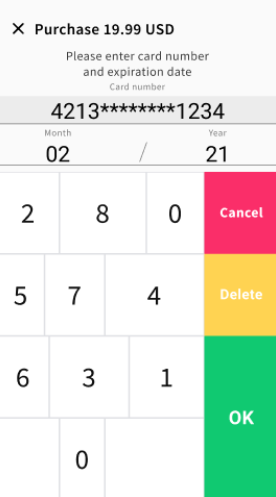 × Purchase 19.99 USD
Please enter card number
and expiration date
Card number
4213********1234
Month Year
02 / 21
2 8 0 Cancel
5 7 4 Delete
6 3 1
OK
0